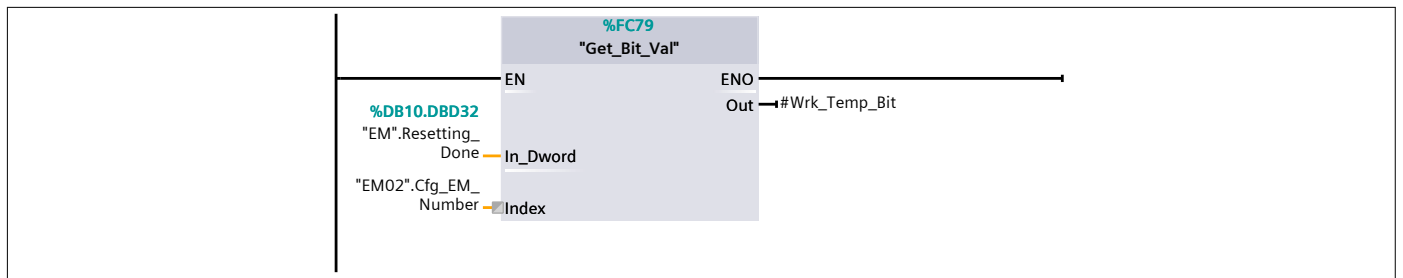 %FC79
"Get_Bit_Val"
EN
ENO
Out
#Wrk_Temp_Bit
%DB10.DBD32
"EM".Resetting_
Done
In_Dword
"EM02".Cfg_EM_
Number
Index